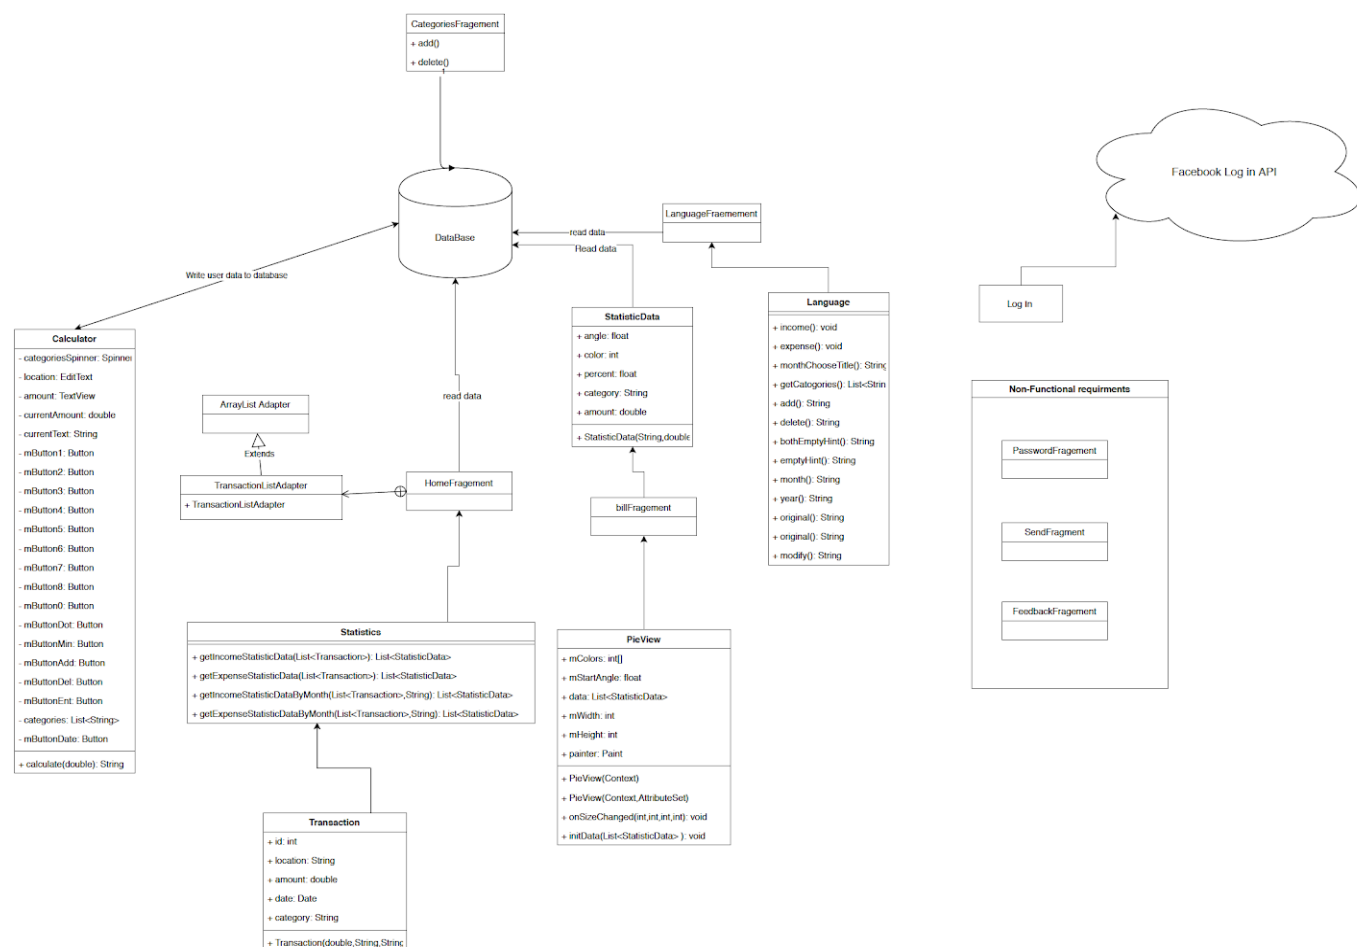 CategoriesFragement
+ add()
+ delete()
DataBase
Facebook Log in API
LanguageFraemement
read data
Read data
Write user data to database
Log In
Language
+ income(): void
+ expense(): void
+ monthChooseTitle(): String
+ getCatogories(): List<Strin
+ add(): String
+ delete(): String
+ bothEmptyHint(): String
+ emptyHint(): String
+ month(): String
+ year(): String
+ original(): String
+ original(): String
+ modify(): String
StatisticData
+ angle: float
+ color: int
+ percent: float
+ category: String
+ amount: double
+ StatisticData(String,double
Calculator
- categoriesSpinner: Spinner
- location: EditText
- amount: TextView
- currentAmount: double
- currentText: String
- mButton1: Button
- mButton2: Button
- mButton3: Button
- mButton4: Button
- mButton5: Button
- mButton6: Button
- mButton7: Button
- mButton8: Button
- mButton0: Button
- mButtonDot: Button
- mButtonMin: Button
- mButtonAdd: Button
- mButtonDel: Button
- mButtonEnt: Button
- categories: List<String>
- mButtonDate: Button
+ calculate(double): String
ArrayList Adapter
Extends
TransactionListAdapter
+ TransactionListAdapter
read data
HomeFragement
billFragement
Non-Functional requirments
PasswordFragement
SendFragment
FeedbackFragement
Statistics
+ getIncomeStatisticData(List<Transaction>): List<StatisticData>
+ getExpenseStatisticData(List<Transaction>): List<StatisticData>
+ getIncomeStatisticDataByMonth(List<Transaction>,String): List<StatisticData>
+ getExpenseStatisticDataByMonth(List<Transaction>,String): List<StatisticData>
PieView
+ mColors: int[]
+ mStartAngle: float
+ data: List<StatisticData>
+ mWidth: int
+ mHeight: int
+ painter: Paint
+ PieView(Context)
+ PieView(Context,AttributeSet)
+ onSizeChanged(int,int,int,int): void
+ initData(List<StatisticData> ): void
Transaction
+ id: int
+ location: String
+ amount: double
+ date: Date
+ category: String
+ Transaction(double,String,String